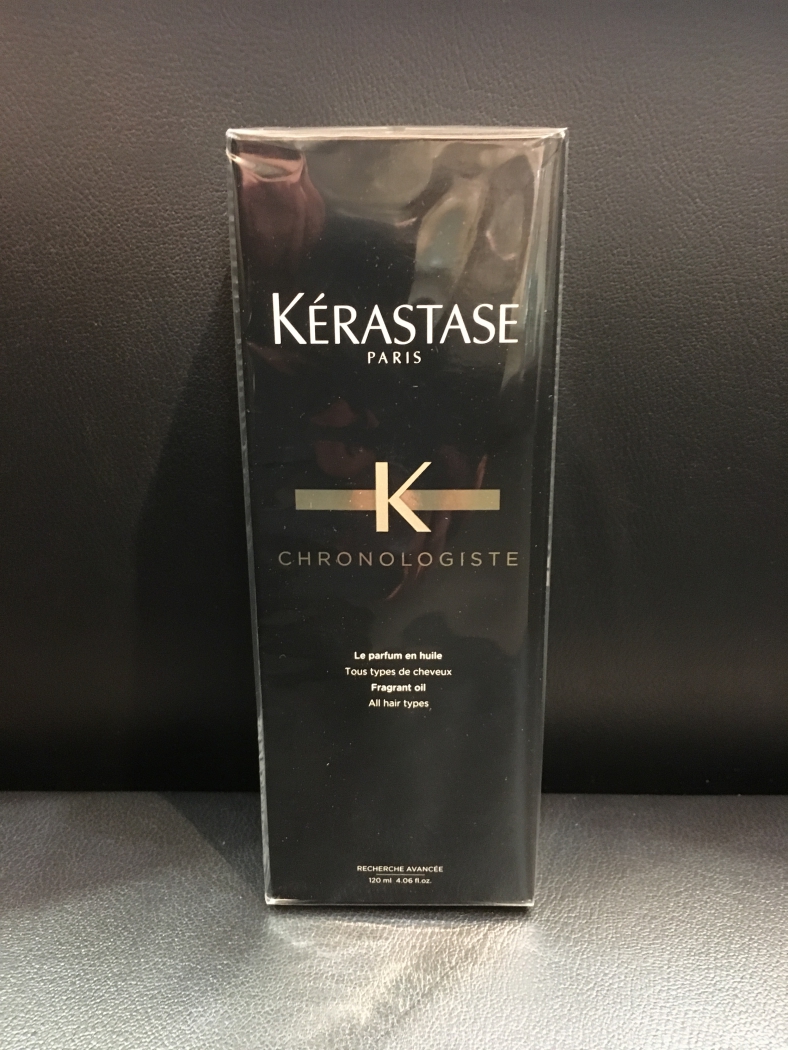 KÉRASTASE
PARIS
K
CHRONOLOGISTE
Le parfum en huile
Tous types de cheveux
Fragrant oil
All hair types
RECHERCHE AVANCÉE
120 ml 4.06 fl.oz.